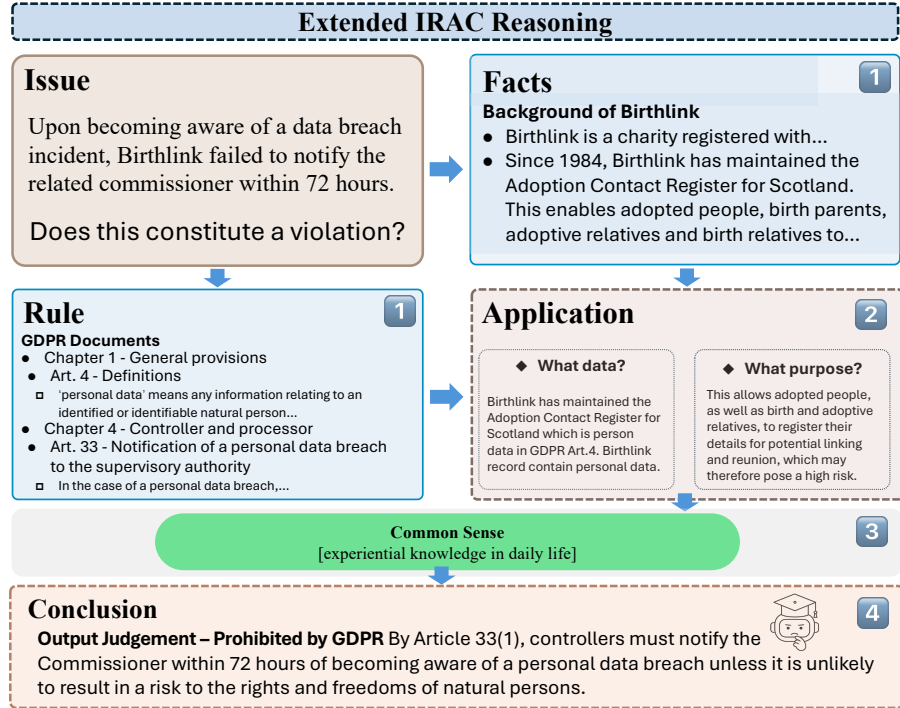 Extended IRAC Reasoning
Issue
Upon becoming aware of a data breach
incident, Birthlink failed to notify the
related commissioner within 72 hours.
Does this constitute a violation?
Facts
1
Background of Birthlink
● Birthlink is a charity registered with...
● Since 1984, Birthlink has maintained the
Adoption Contact Register for Scotland.
This enables adopted people, birth parents,
adoptive relatives and birth relatives to...
Rule
1
GDPR Documents
● Chapter 1 - General provisions
● Art. 4 - Definitions
'personal data' means any information relating to an
identified or identifiable natural person...
● Chapter 4 - Controller and processor
● Art. 33 - Notification of a personal data breach
to the supervisory authority
In the case of a personal data breach,...
Application
2
◆ What data?
Birthlink has maintained the
Adoption Contact Register for
Scotland which is person
data in GDPR Art.4. Birthlink
record contain personal data.
◆ What purpose?
This allows adopted people,
as well as birth and adoptive
relatives, to register their
details for potential linking
and reunion, which may
therefore pose a high risk.
Common Sense
[experiential knowledge in daily life]
3
Conclusion
4
Output Judgement – Prohibited by GDPR By Article 33(1), controllers must notify the
Commissioner within 72 hours of becoming aware of a personal data breach unless it is unlikely
to result in a risk to the rights and freedoms of natural persons.